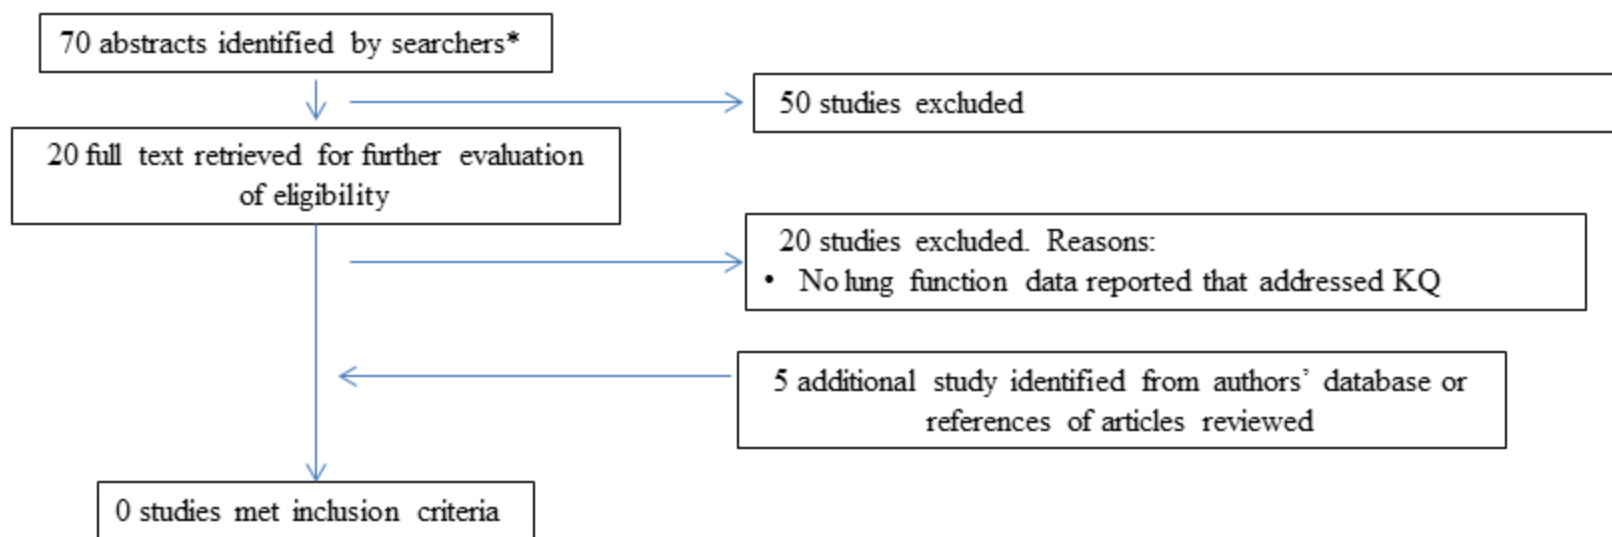 70 abstracts identified by searchers*
50 studies excluded
20 full text retrieved for further evaluation
of eligibility
20 studies excluded. Reasons:
• No lung function data reported that addressed KQ
5 additional study identified from authors’ database or
references of articles reviewed
0 studies met inclusion criteria